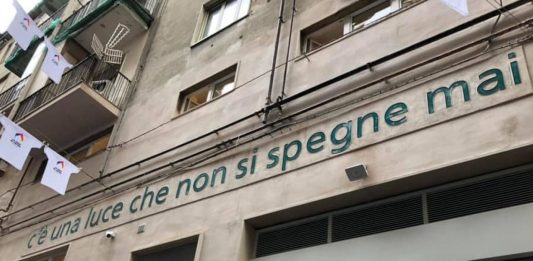 c'è una luce che non si spegne mai